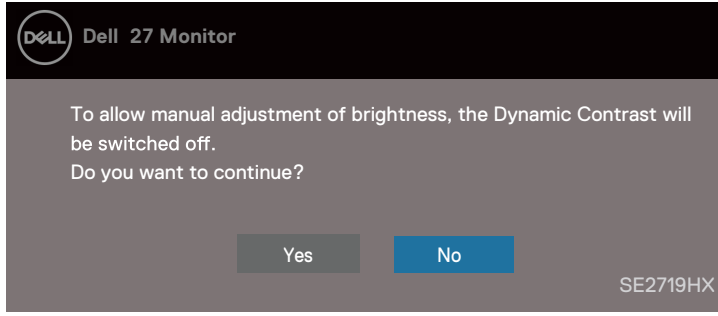 DELL Dell 27 Monitor
To allow manual adjustment of brightness, the Dynamic Contrast will
be switched off.
Do you want to continue?
Yes No
SE2719HX